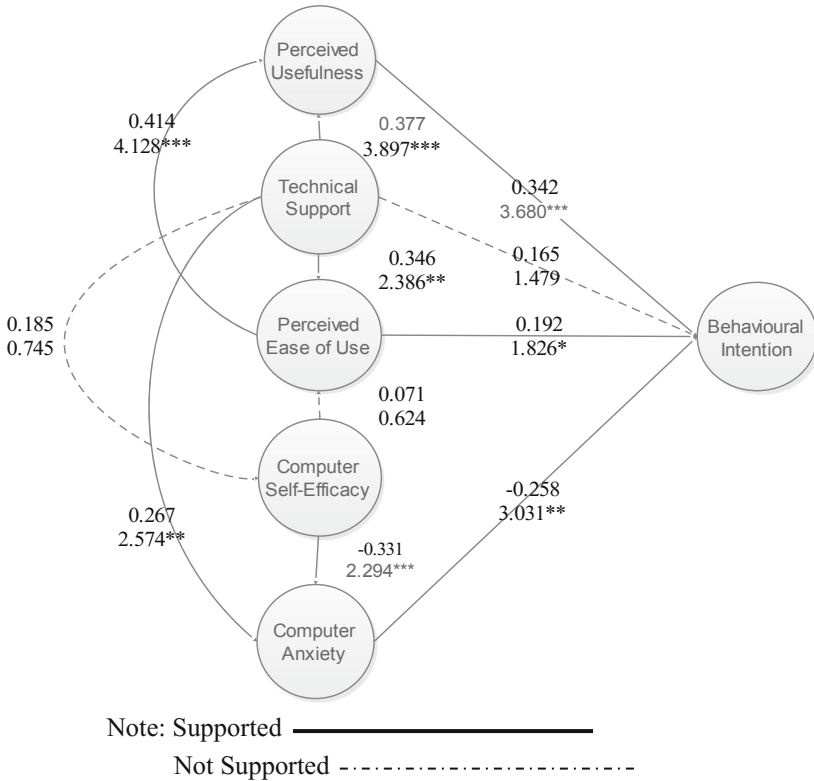 Perceived
Usefulness
0.414
4.128***
0.377
3.897***
Technical
Support
0.342
3.680***
0.346
2.386**
0.165
1.479
0.185
0.745
Perceived
Ease of Use
0.192
1.826*
Behavioural
Intention
0.071
0.624
Computer
Self-Efficacy
-0.258
3.031**
0.267
2.574**
-0.331
2.294***
Computer
Anxiety
Note: Supported
Not Supported